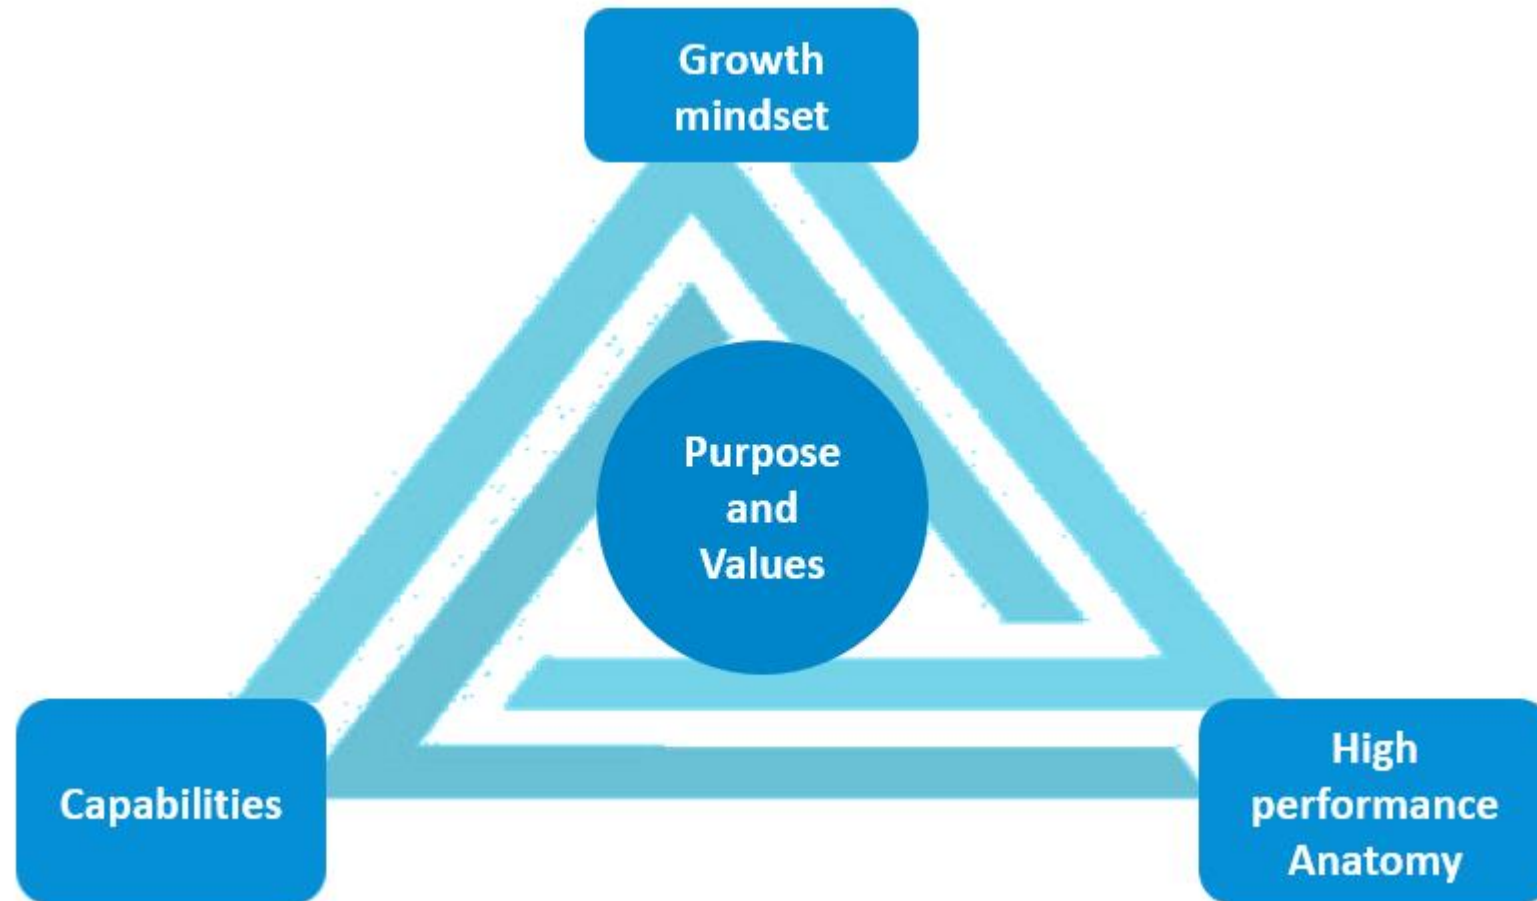 Growth
mindset
Purpose
and
Values
Capabilities
High
performance
Anatomy